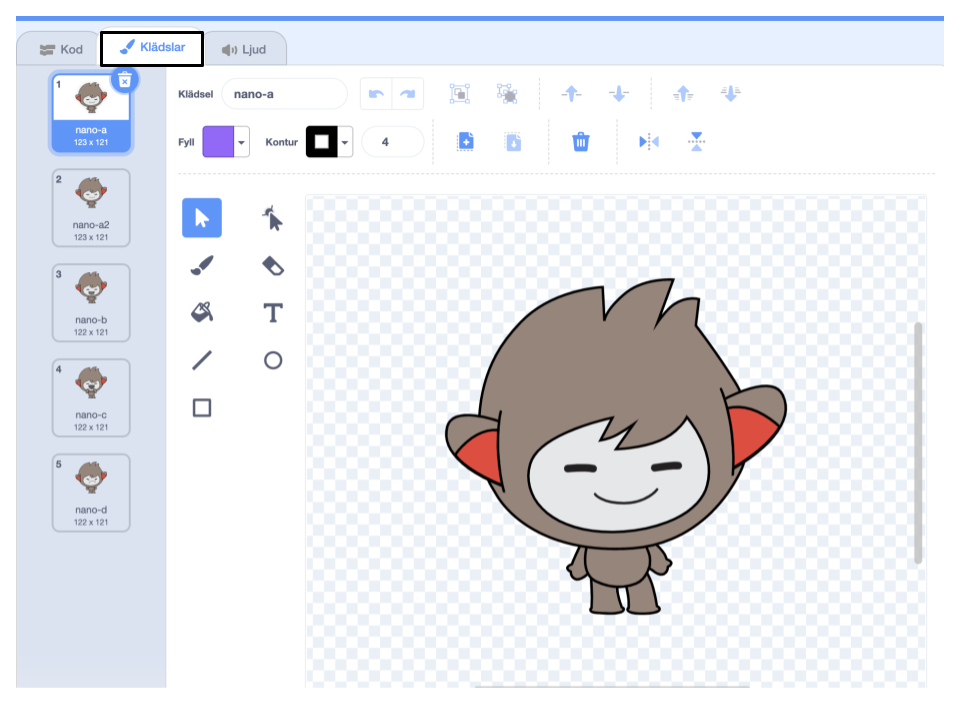 Kod
Klädslar
Ljud
1
nano-a
123 x 121
2
nano-a2
123 x 121
3
nano-b
122 x 121
4
nano-c
122 x 121
5
nano-d
122 x 121
Klädsel nano-a
Fyll Kontur 4
T